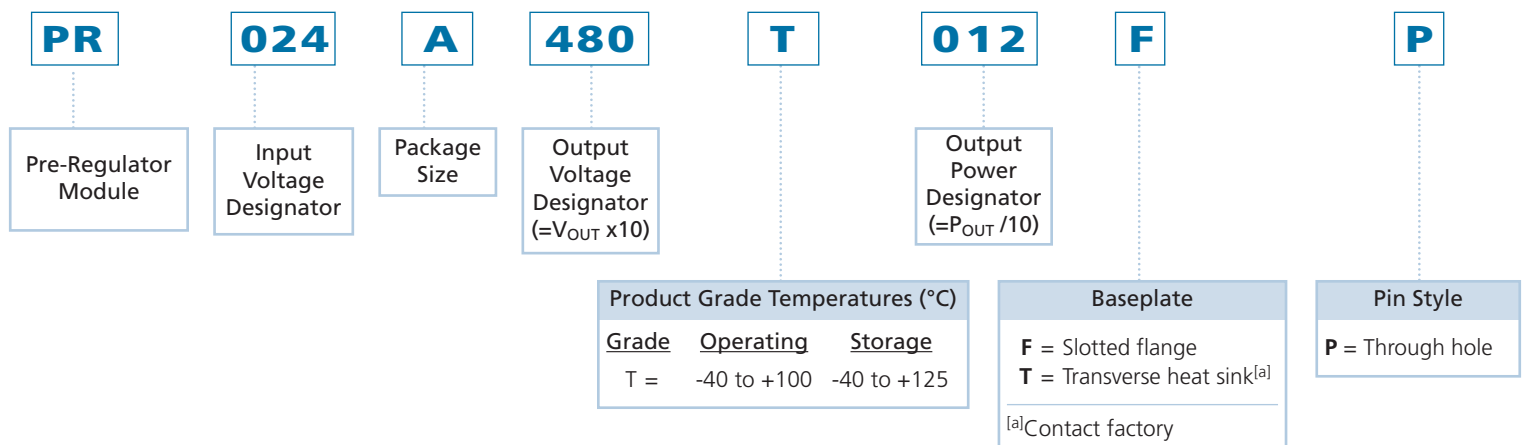 PR 024 A 480 T 012 F P
Pre-Regulator
Module
Input
Voltage
Designator
Package
Size
Output
Voltage
Designator
(=VOUT x10)
Output
Power
Designator
(=POUT /10)
Product Grade Temperatures (°C)
Grade Operating Storage
T = -40 to +100 -40 to +125
Baseplate
F = Slotted flange
T = Transverse heat sink[a]
[a]Contact factory
Pin Style
P = Through hole